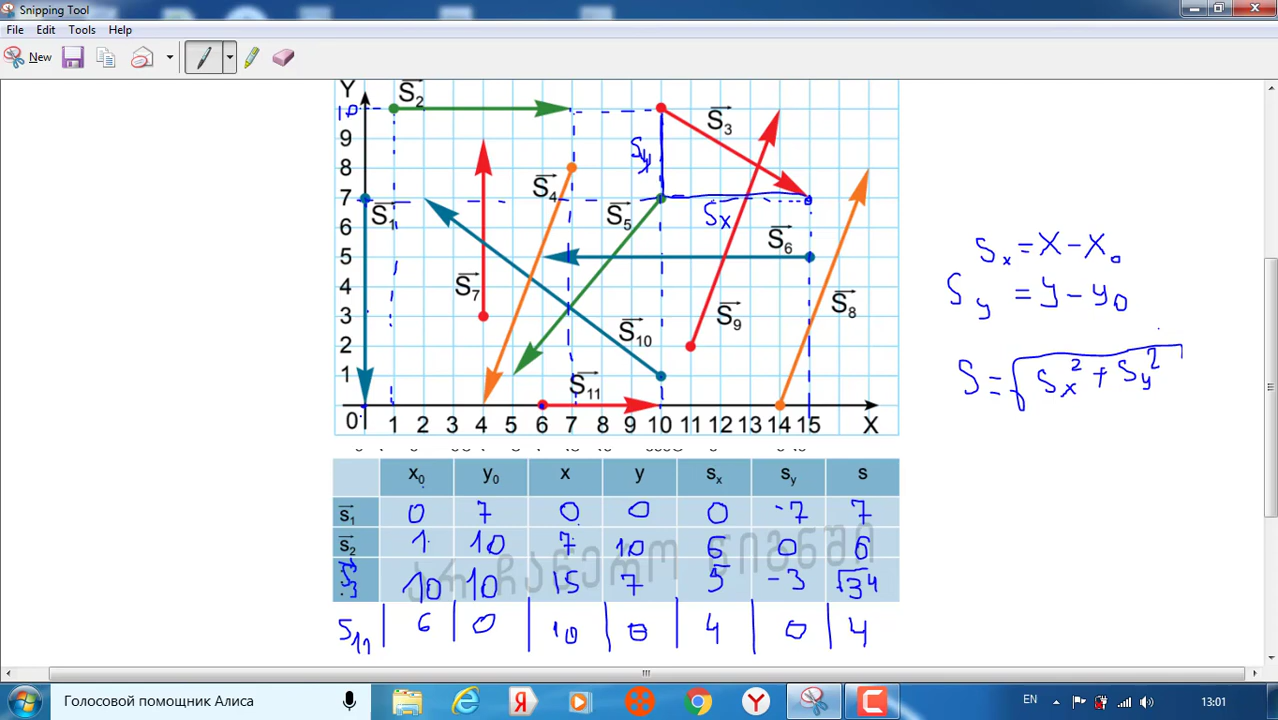 Snipping Tool
File Edit Tools Help
New
Y
10
9
8
7
6
5
4
3
2
1
0
1 2 3 4 5 6 7 8 9 10 11 12 13 14 15 X
S₁
S₂
S₃
S₄
S₅
S₆
S₇
S₈
S₉
S₁₀
S₁₁
Sy
Sx
Sx = X - X₀
Sy = y - y₀
S = √Sx² + Sy²
x₀ y₀ x y sₓ sᵧ s
s₁ 0 7 0 0 0 -7 7
s₂ 1 10 7 10 6 0 6
S₃ 10 10 15 7 5 -3 √34
S₁₁ 6 0 10 0 4 0 4
არ ჩაწეროთ წიგნში
Голосовой помощник Алиса
EN
13:01